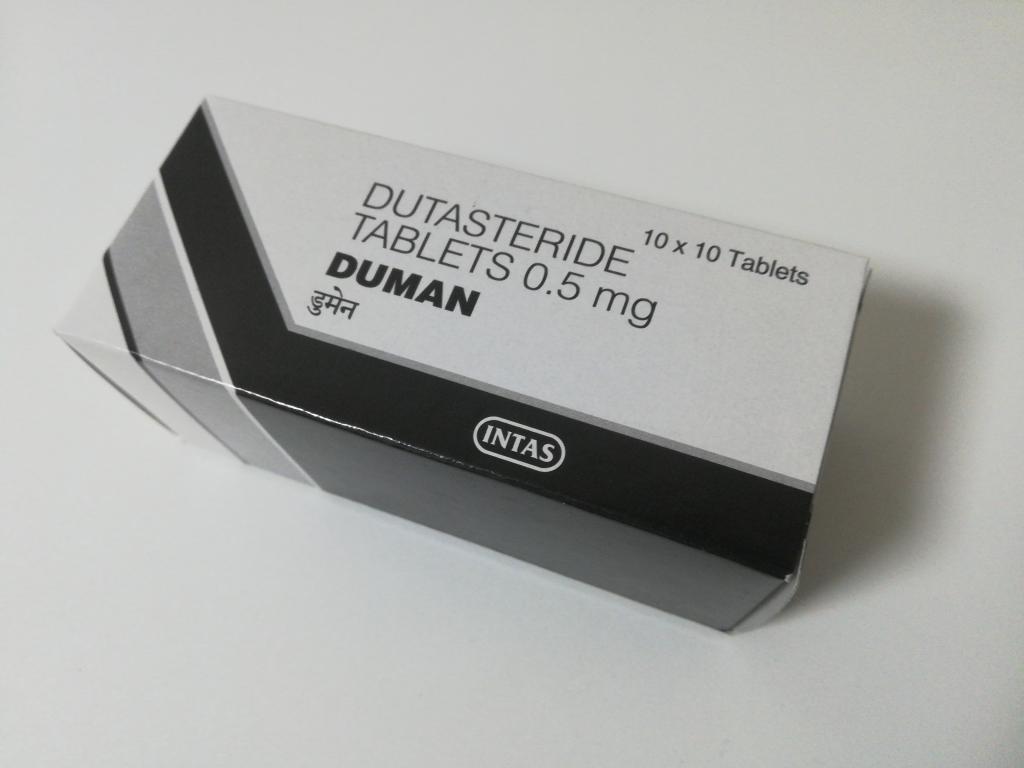 DUTASTERIDE
TABLETS 0.5 mg
10 x 10 Tablets
DUMAN
डुमेन
INTAS